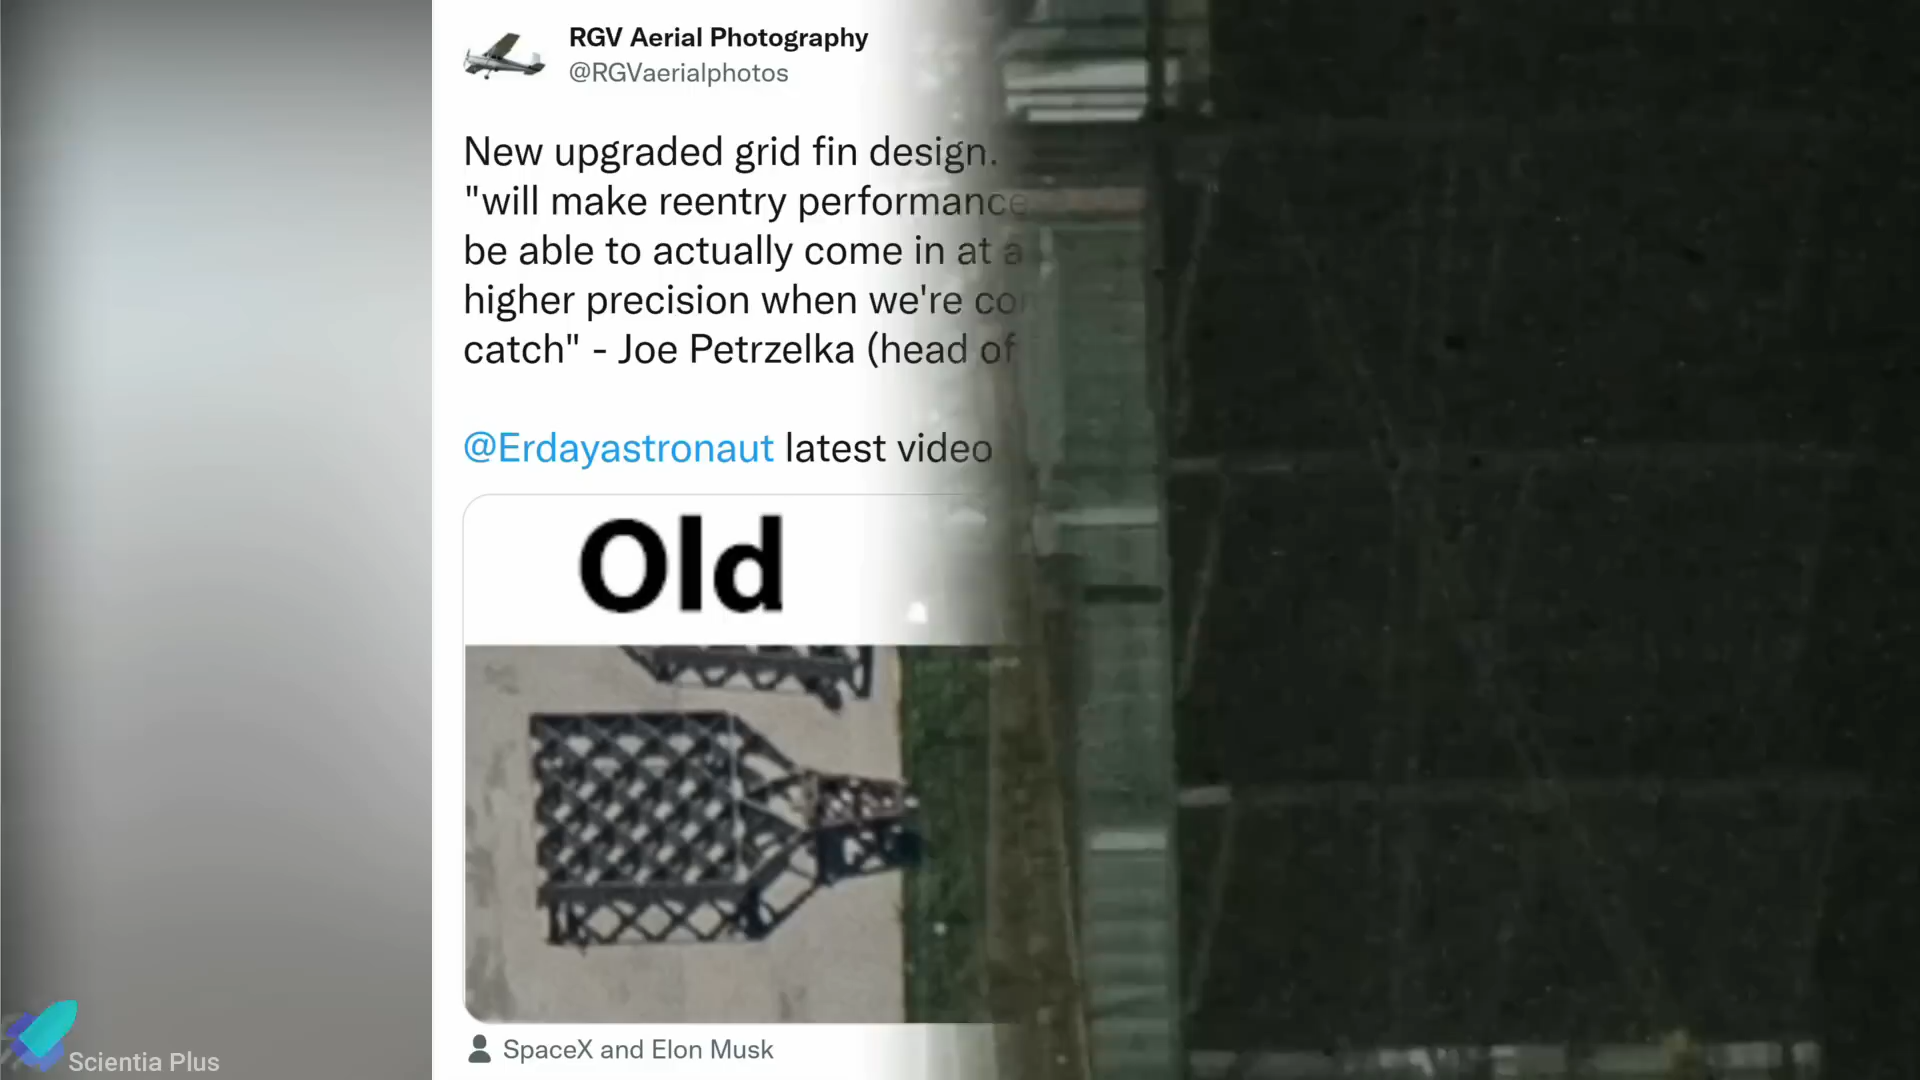 RGV Aerial Photography
@RGVaerialphotos
New upgraded grid fin design.
"will make reentry performance
be able to actually come in at a
higher precision when we're
catch" - Joe Petrzelka (head of
@Erdayastronaut latest video
Old
SpaceX and Elon Musk
Scientia Plus